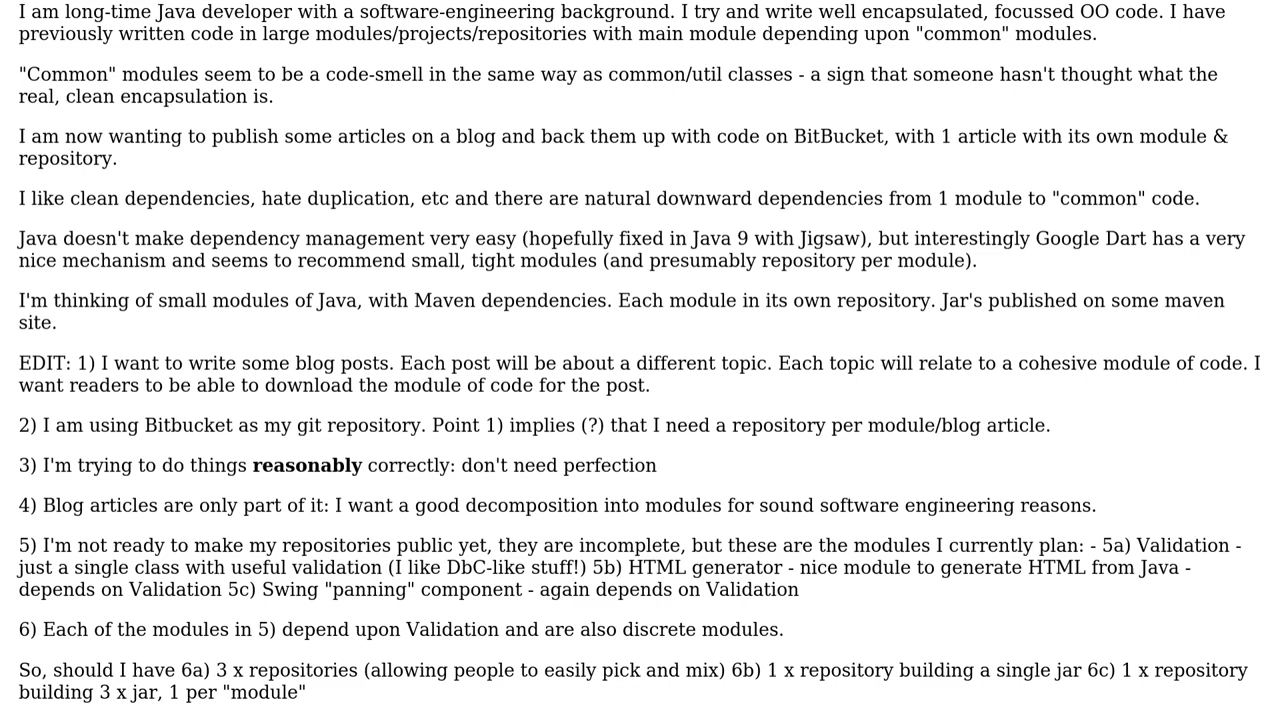 I am long-time Java developer with a software-engineering background. I try and write well encapsulated, focussed OO code. I have
previously written code in large modules/projects/repositories with main module depending upon "common" modules.
"Common" modules seem to be a code-smell in the same way as common/util classes - a sign that someone hasn't thought what the
real, clean encapsulation is.
I am now wanting to publish some articles on a blog and back them up with code on BitBucket, with 1 article with its own module &
repository.
I like clean dependencies, hate duplication, etc and there are natural downward dependencies from 1 module to "common" code.
Java doesn't make dependency management very easy (hopefully fixed in Java 9 with Jigsaw), but interestingly Google Dart has a very
nice mechanism and seems to recommend small, tight modules (and presumably repository per module).
I'm thinking of small modules of Java, with Maven dependencies. Each module in its own repository. Jar's published on some maven
site.
EDIT: 1) I want to write some blog posts. Each post will be about a different topic. Each topic will relate to a cohesive module of code. I
want readers to be able to download the module of code for the post.
2) I am using Bitbucket as my git repository. Point 1) implies (?) that I need a repository per module/blog article.
3) I'm trying to do things reasonably correctly: don't need perfection
4) Blog articles are only part of it: I want a good decomposition into modules for sound software engineering reasons.
5) I'm not ready to make my repositories public yet, they are incomplete, but these are the modules I currently plan: - 5a) Validation -
just a single class with useful validation (I like DbC-like stuff!) 5b) HTML generator - nice module to generate HTML from Java -
depends on Validation 5c) Swing "panning" component - again depends on Validation
6) Each of the modules in 5) depend upon Validation and are also discrete modules.
So, should I have 6a) 3 x repositories (allowing people to easily pick and mix) 6b) 1 x repository building a single jar 6c) 1 x repository
building 3 x jar, 1 per "module"